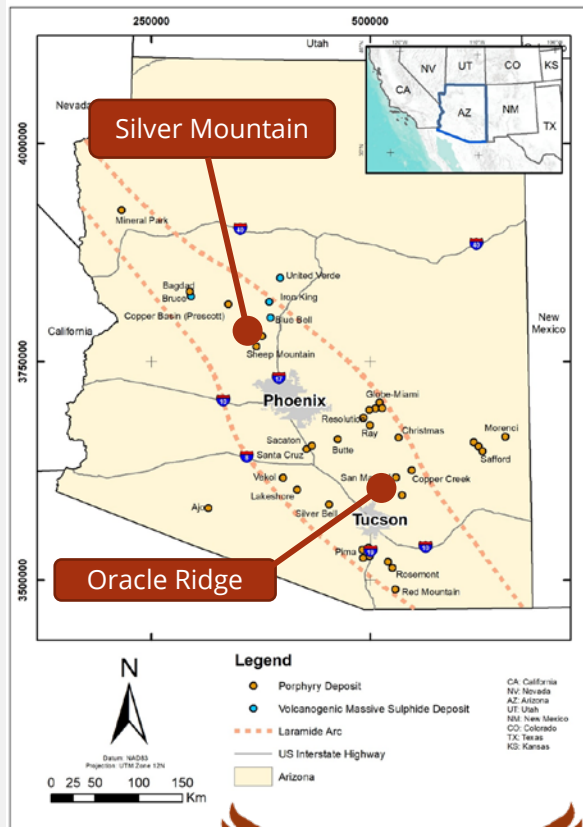 250000
500000
Utah
NV
UT
CO
KS
CA
AZ
NM
TX
Nevada
4000000
Silver Mountain
Mineral Park
40
40
United Verde
Bagdad
Bruce
Iron King
Copper Basin (Prescott)
Blue Bell
California
New
Mexico
3750000
Sheep Mountain
17
Phoenix
Globe-Miami
Resolution
Ray
Christmas
Morenci
Sacaton
Santa Cruz
Butte
Safford
8
Vekol
San Ma
Copper Creek
Lakeshore
Ajo
Silver Bell
Tucson
10
Oracle Ridge
Pima
19
Rosemont
3500000
Red Mountain
N
Legend
Porphyry Deposit
Volcanogenic Massive Sulphide Deposit
Laramide Arc
US Interstate Highway
Arizona
CA: California
NV: Nevada
AZ: Arizona
UT: Utah
NM: New Mexico
CO: Colorado
TX: Texas
KS: Kansas
Datum: NAD83
Projection: UTM Zone 12N
0 25 50 100 150
Km